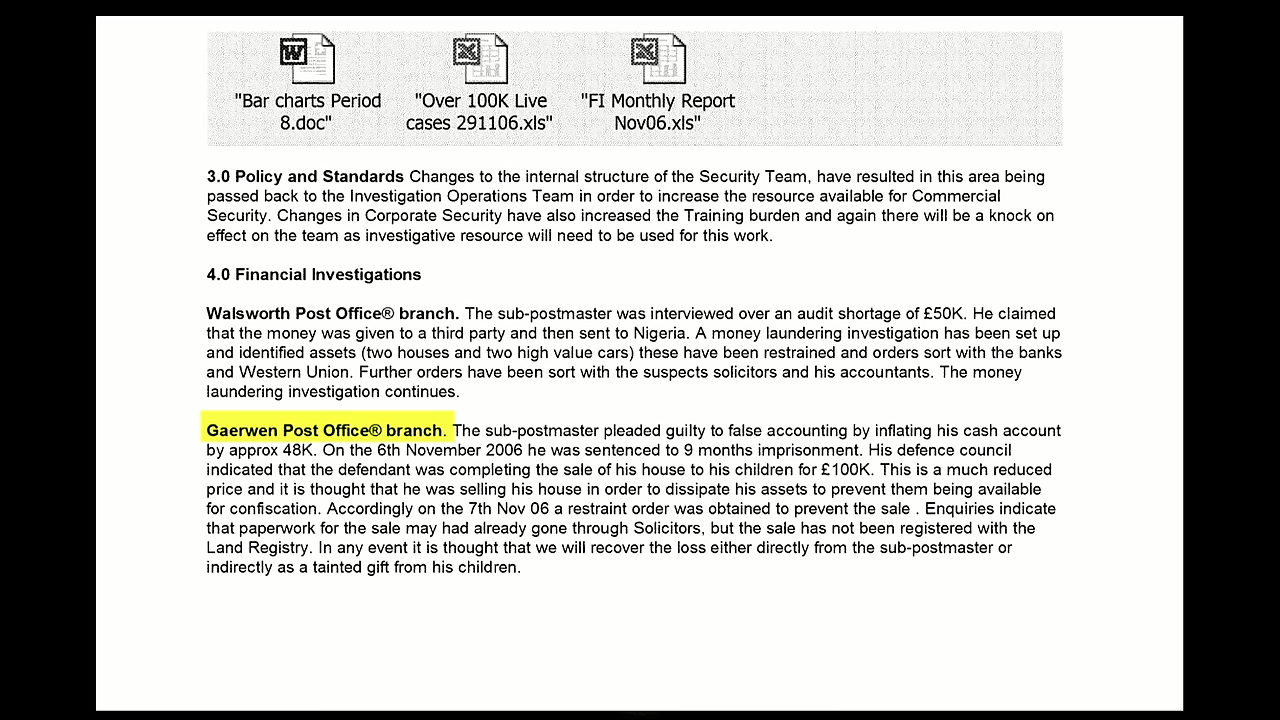 "Bar charts Period 8.doc"
"Over 100K Live cases 291106.xls"
"FI Monthly Report Nov06.xls"
3.0 Policy and Standards Changes to the internal structure of the Security Team, have resulted in this area being
passed back to the Investigation Operations Team in order to increase the resource available for Commercial
Security. Changes in Corporate Security have also increased the Training burden and again there will be a knock on
effect on the team as investigative resource will need to be used for this work.
4.0 Financial Investigations
Walsworth Post Office® branch. The sub-postmaster was interviewed over an audit shortage of £50K. He claimed
that the money was given to a third party and then sent to Nigeria. A money laundering investigation has been set up
and identified assets (two houses and two high value cars) these have been restrained and orders sort with the banks
and Western Union. Further orders have been sort with the suspects solicitors and his accountants. The money
laundering investigation continues.
Gaerwen Post Office® branch. The sub-postmaster pleaded guilty to false accounting by inflating his cash account
by approx 48K. On the 6th November 2006 he was sentenced to 9 months imprisonment. His defence council
indicated that the defendant was completing the sale of his house to his children for £100K. This is a much reduced
price and it is thought that he was selling his house in order to dissipate his assets to prevent them being available
for confiscation. Accordingly on the 7th Nov 06 a restraint order was obtained to prevent the sale . Enquiries indicate
that paperwork for the sale may had already gone through Solicitors, but the sale has not been registered with the
Land Registry. In any event it is thought that we will recover the loss either directly from the sub-postmaster or
indirectly as a tainted gift from his children.